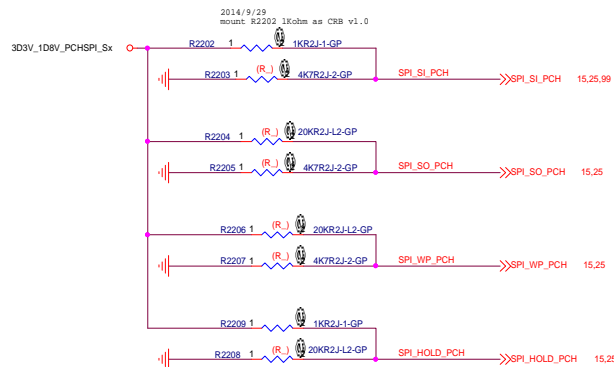 2014/9/29
mount R2202 1Kohm as CRB v1.0
3D3V_1D8V_PCHSPI_Sx
R2202 1 1KR2J-1-GP
R2203 1 (R_) 4K7R2J-2-GP
SPI_SI_PCH
SPI_SI_PCH 15,25,99
R2204 1 (R_) 20KR2J-L2-GP
R2205 1 (R_) 4K7R2J-2-GP
SPI_SO_PCH
SPI_SO_PCH 15,25
R2206 1 (R_) 20KR2J-L2-GP
R2207 1 (R_) 4K7R2J-2-GP
SPI_WP_PCH
SPI_WP_PCH 15,25
R2209 1 1KR2J-1-GP
R2208 1 (R_) 20KR2J-L2-GP
SPI_HOLD_PCH
SPI_HOLD_PCH 15,25